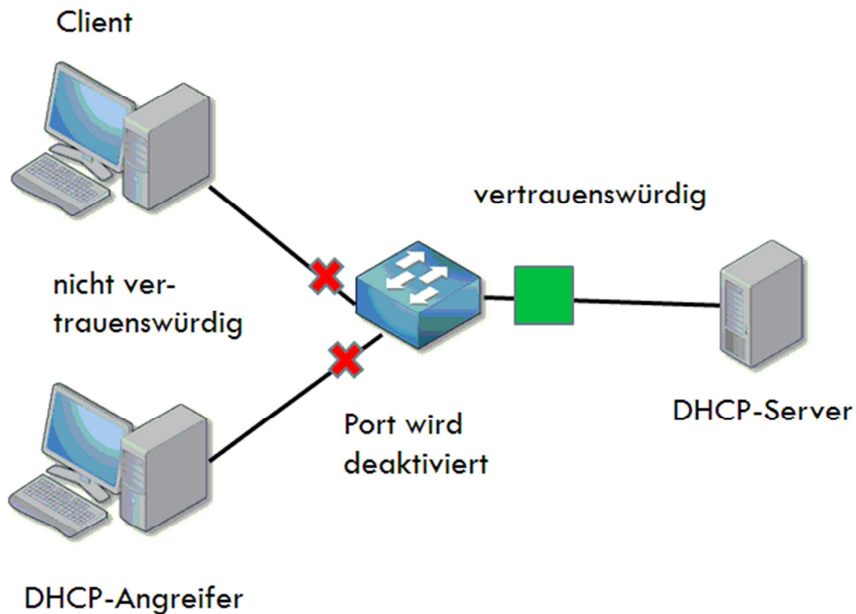 Client
vertrauenswürdig
nicht ver-
trauenswürdig
DHCP-Server
Port wird
deaktiviert
DHCP-Angreifer